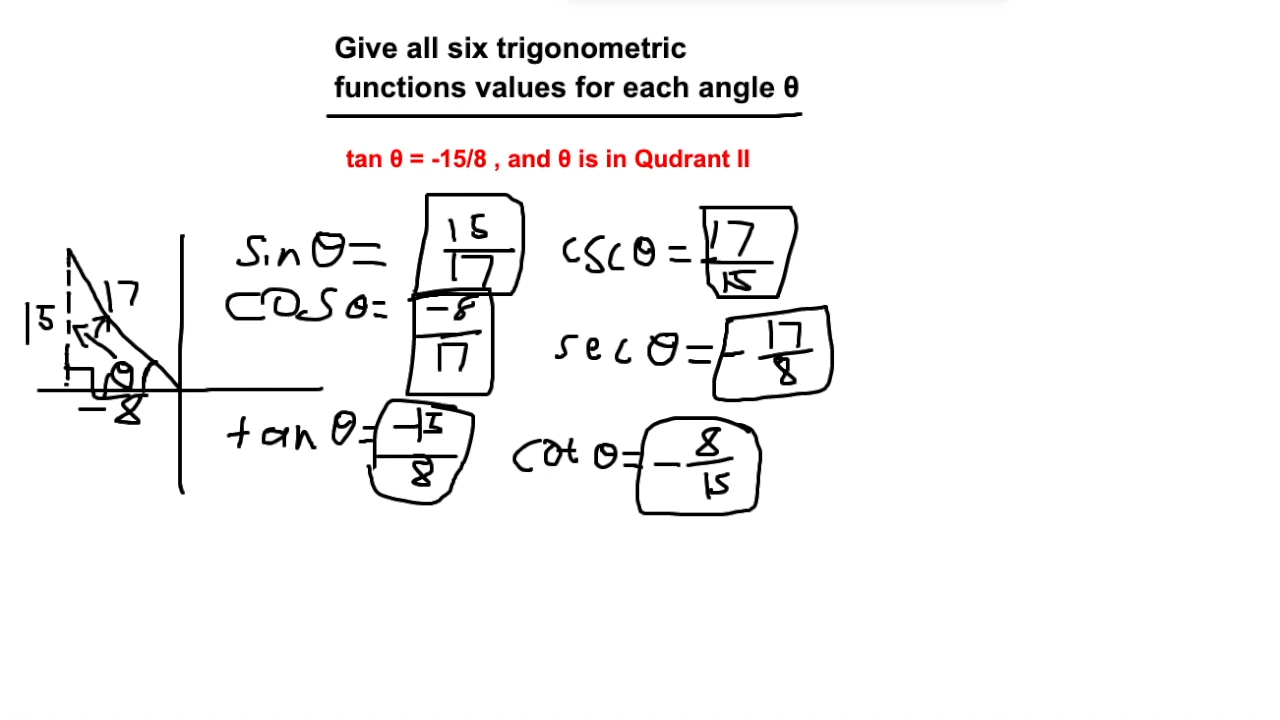 Give all six trigonometric
functions values for each angle θ
tan θ = -15/8 , and θ is in Qudrant II
sin θ = 15/17
csc θ = 17/15
cos θ = -8/17
sec θ = -17/8
tan θ = -15/8
cot θ = -8/15
17
15
θ
-8